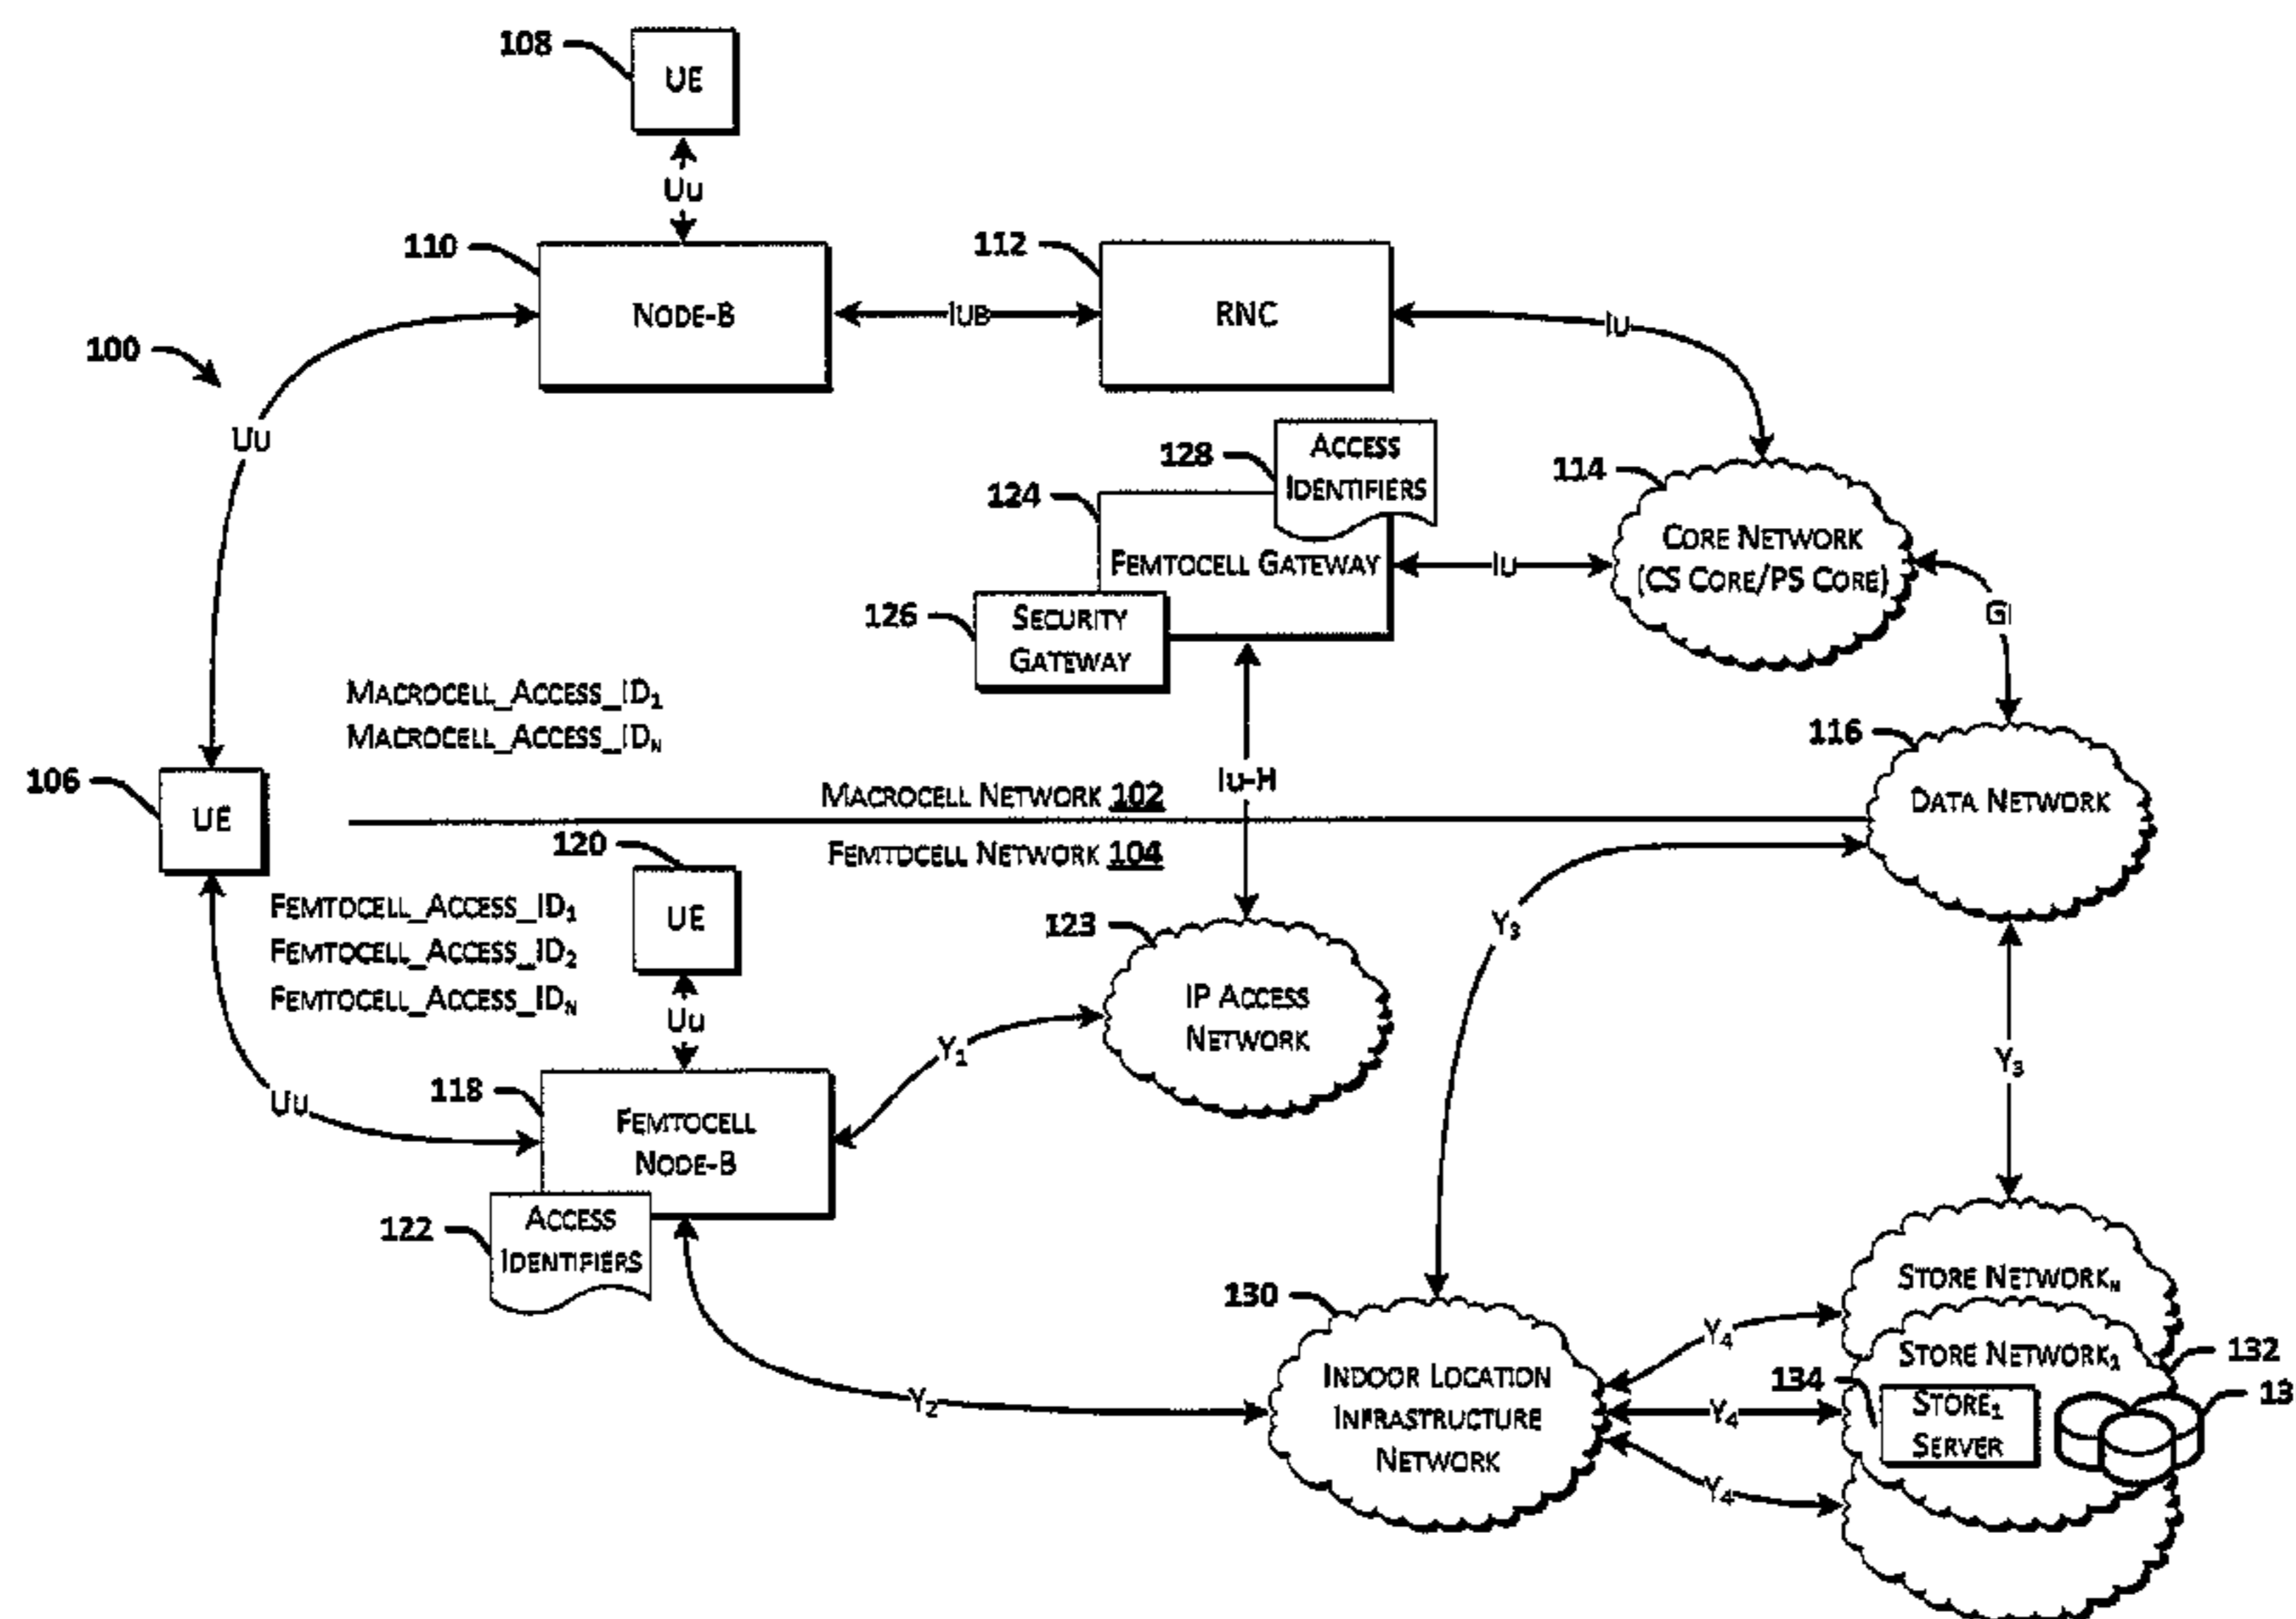 108
UE
Uu
110
NODE-B
IUB
112
RNC
IU
100
Uu
128
ACCESS
IDENTIFIERS
124
FEMTOCELL GATEWAY
126
SECURITY
GATEWAY
IU
114
CORE NETWORK
(CS CORE/PS CORE)
GI
MACROCELL_ACCESS_ID₁
MACROCELL_ACCESS_IDN
116
DATA NETWORK
106
UE
MACROCELL NETWORK 102
IU-H
FEMTOCELL NETWORK 104
120
UE
Uu
FEMTOCELL_ACCESS_ID₁
FEMTOCELL_ACCESS_ID₂
FEMTOCELL_ACCESS_IDN
123
IP ACCESS
NETWORK
Y₃
Y₃
Y₁
Uu
118
FEMTOCELL
NODE-B
122
ACCESS
IDENTIFIERS
Y₂
130
INDOOR LOCATION
INFRASTRUCTURE
NETWORK
Y₄
Y₄
Y₄
STORE NETWORKN
STORE NETWORK₁
132
134
STORE₁
SERVER
13